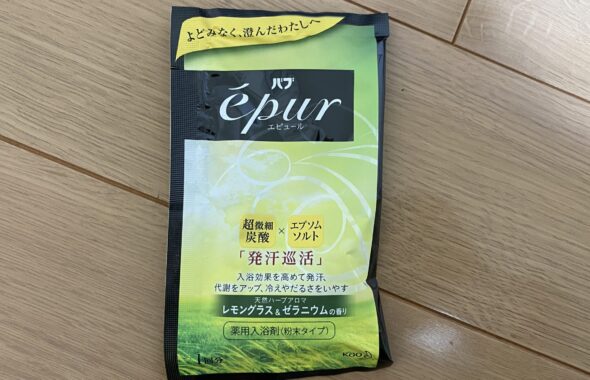 よどみなく、澄んだわたしへ
バブ
épur
エピュール
超微細
炭酸
×
エプソム
ソルト
「発汗巡活」
入浴効果を高めて発汗、
代謝をアップ、冷えやだるさをいやす
天然ハーブアロマ
レモングラス&ゼラニウムの香り
薬用入浴剤(粉末タイプ)
1回分
Kao